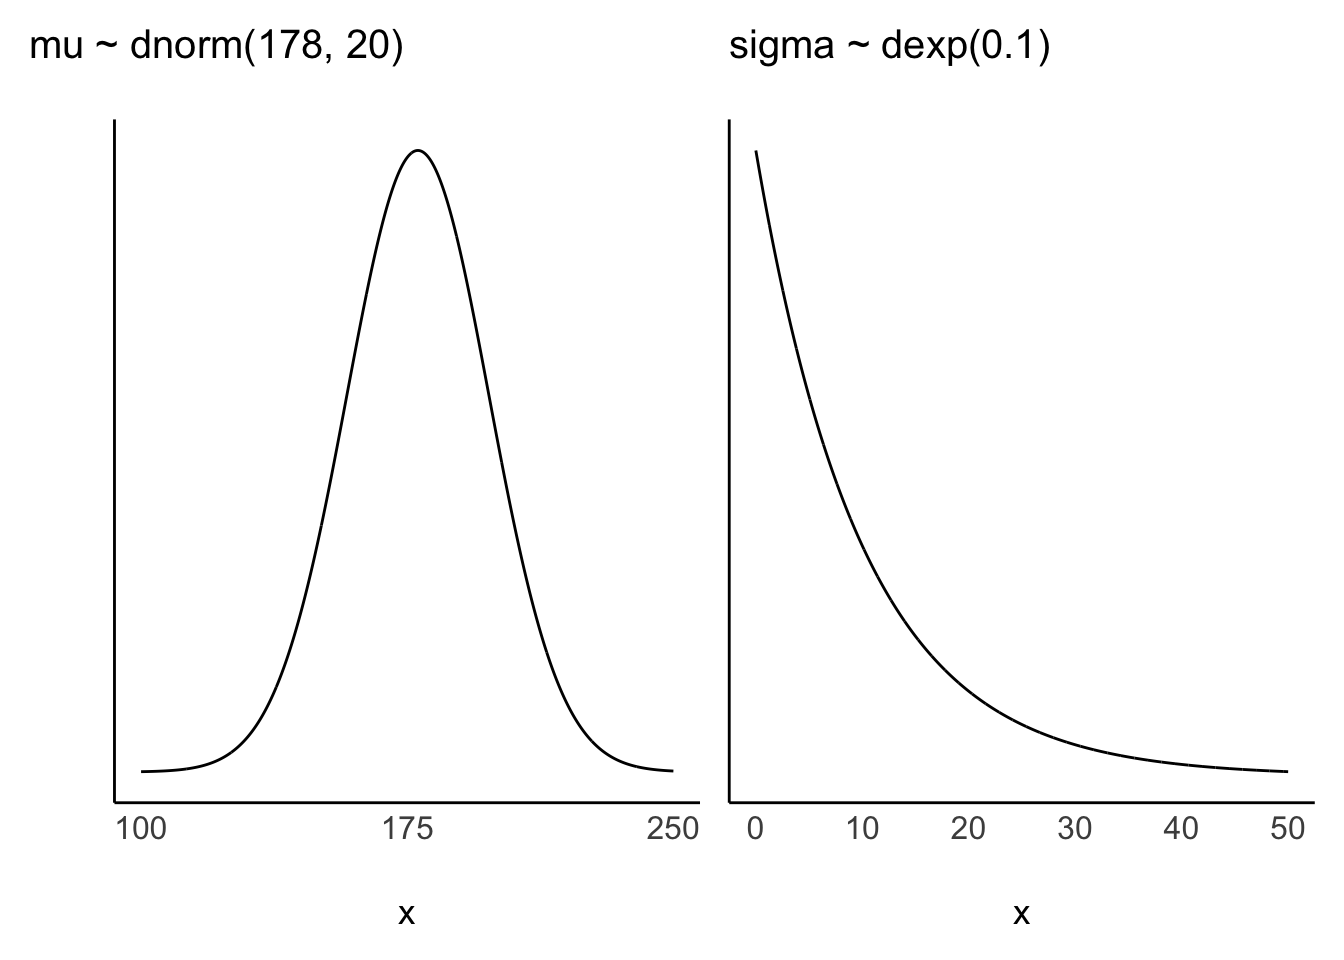 mu ~ dnorm(178, 20)
100 175 250
x
sigma ~ dexp(0.1)
0 10 20 30 40 50
x